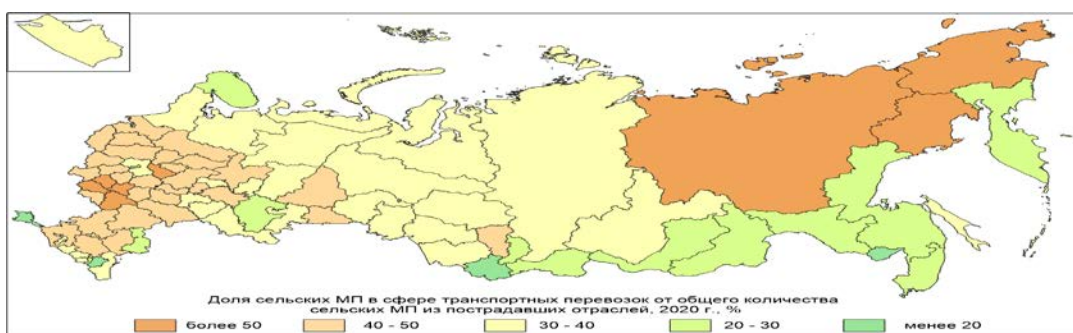 Доля сельских МП в сфере транспортных перевозок от общего количества
сельских МП из пострадавших отраслей, 2020 г., %
более 50 40 - 50 30 - 40 20 - 30 менее 20